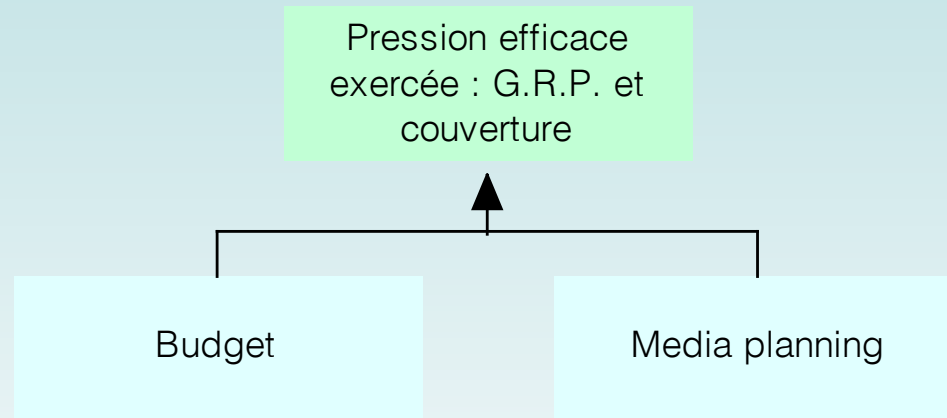 Pression efficace
exercée : G.R.P. et
couverture
Budget
Media planning